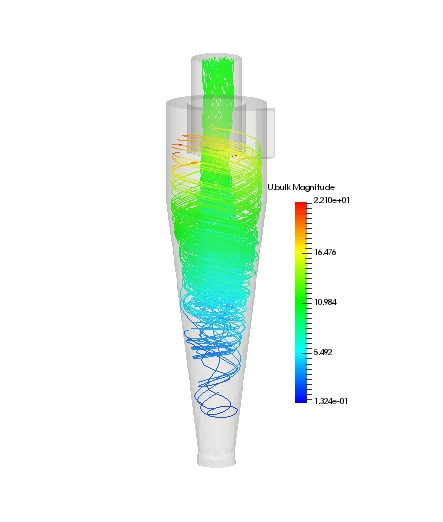 U.bulk Magnitude
2.210e+01
16.476
10.984
5.492
1.324e-01